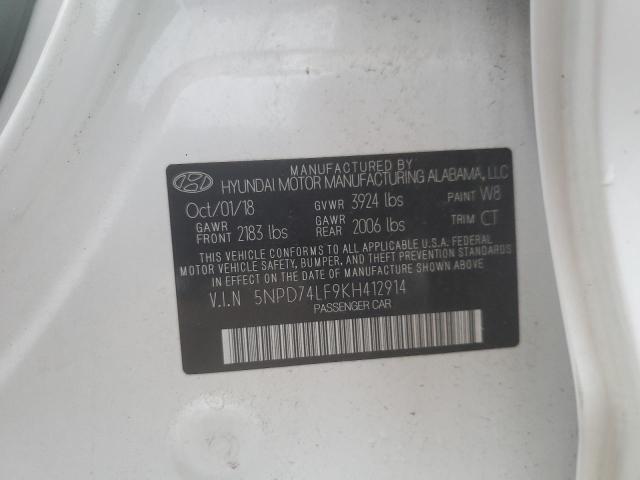 MANUFACTURED BY
HYUNDAI MOTOR MANUFACTURING ALABAMA, LLC
Oct/01/18 GVWR 3924 lbs PAINT W8
GAWR FRONT 2183 lbs GAWR REAR 2006 lbs TRIM CT
THIS VEHICLE CONFORMS TO ALL APPLICABLE U.S.A. FEDERAL
MOTOR VEHICLE SAFETY, BUMPER, AND THEFT PREVENTION
STANDARDS IN EFFECT ON THE DATE OF MANUFACTURE SHOWN ABOVE.
V.I.N 5NPD74LF9KH412914
PASSENGER CAR